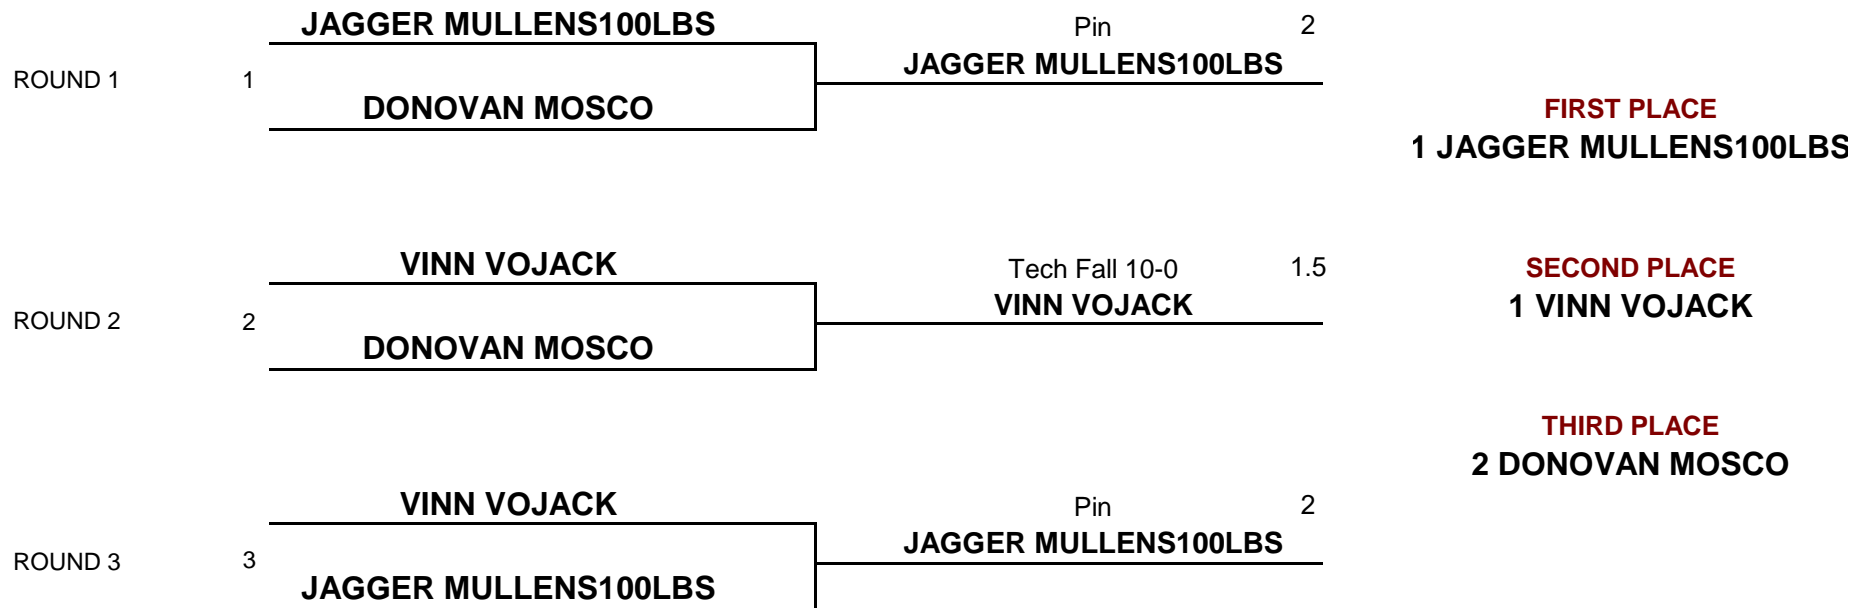 JAGGER MULLENS100LBS
Pin 2
JAGGER MULLENS100LBS
ROUND 1 1
DONOVAN MOSCO
FIRST PLACE
1 JAGGER MULLENS100LBS
VINN VOJACK
Tech Fall 10-0 1.5
VINN VOJACK
SECOND PLACE
1 VINN VOJACK
ROUND 2 2
DONOVAN MOSCO
THIRD PLACE
2 DONOVAN MOSCO
VINN VOJACK
Pin 2
JAGGER MULLENS100LBS
ROUND 3 3
JAGGER MULLENS100LBS